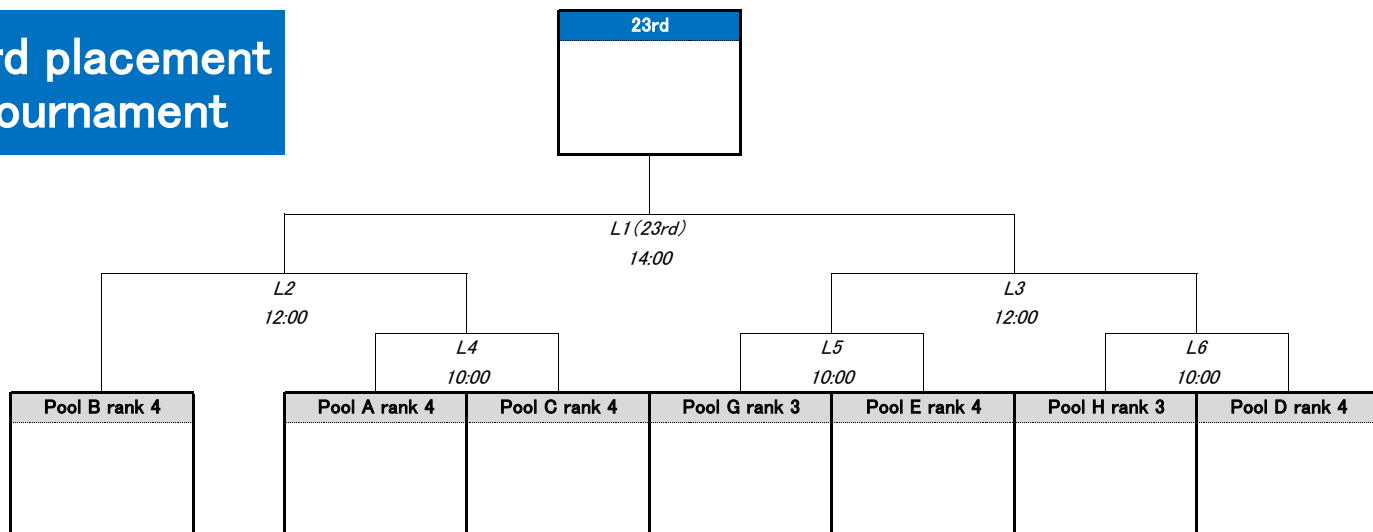 rd placement
ournament
23rd
L1(23rd)
14:00
L2
12:00
L3
12:00
L4
10:00
L5
10:00
L6
10:00
Pool B rank 4
Pool A rank 4
Pool C rank 4
Pool G rank 3
Pool E rank 4
Pool H rank 3
Pool D rank 4